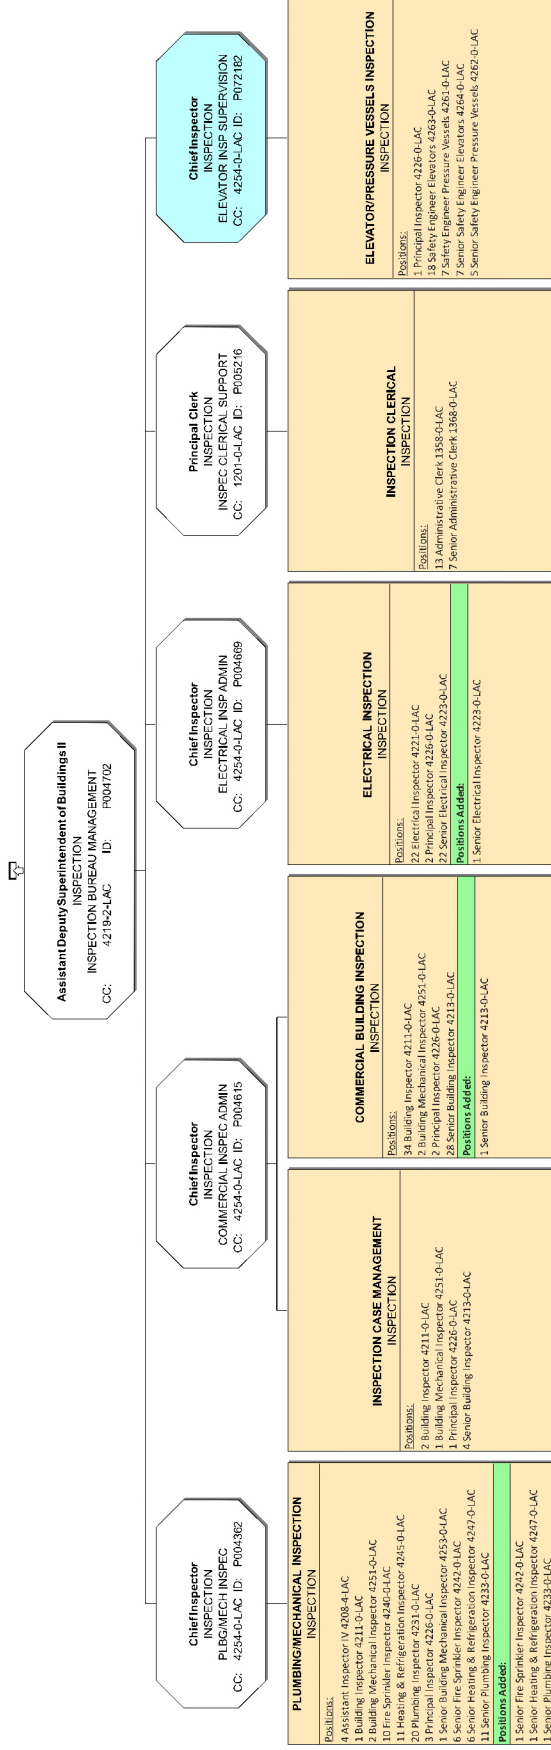 Assistant Deputy Superintendent of Buildings II
INSPECTION
INSPECTION BUREAU MANAGEMENT
CC: 4219-2-LAC ID: P004702
Chief Inspector
INSPECTION
PLBG/MECH INSPEC
CC: 4254-0-LAC ID: P004362
Chief Inspector
INSPECTION
COMMERCIAL INSPEC ADMIN
CC: 4254-0-LAC ID: P004615
Chief Inspector
INSPECTION
ELECTRICAL INSP ADMIN
CC: 4254-0-LAC ID: P004669
Principal Clerk
INSPECTION
INSPEC CLERICAL SUPPORT
CC: 1201-0-LAC ID: P005216
Chief Inspector
INSPECTION
ELEVATOR INSP SUPERVISION
CC: 4254-0-LAC ID: P072182
PLUMBING/MECHANICAL INSPECTION
INSPECTION
Positions:
4 Assistant Inspector IV 4208-4-LAC
1 Building Inspector 4211-0-LAC
2 Building Mechanical Inspector 4251-0-LAC
10 Fire Sprinkler Inspector 4240-0-LAC
11 Heating & Refrigeration Inspector 4245-0-LAC
20 Plumbing Inspector 4231-0-LAC
3 Principal Inspector 4226-0-LAC
1 Senior Building Mechanical Inspector 4253-0-LAC
6 Senior Fire Sprinkler Inspector 4242-0-LAC
6 Senior Heating & Refrigeration Inspector 4247-0-LAC
11 Senior Plumbing Inspector 4233-0-LAC
Positions Added:
1 Senior Fire Sprinkler Inspector 4242-0-LAC
1 Senior Heating & Refrigeration Inspector 4247-0-LAC
1 Senior Plumbing Inspector 4233-0-LAC
INSPECTION CASE MANAGEMENT
INSPECTION
Positions:
2 Building Inspector 4211-0-LAC
1 Building Mechanical Inspector 4251-0-LAC
1 Principal Inspector 4226-0-LAC
4 Senior Building Inspector 4213-0-LAC
COMMERCIAL BUILDING INSPECTION
INSPECTION
Positions:
34 Building Inspector 4211-0-LAC
2 Building Mechanical Inspector 4251-0-LAC
2 Principal Inspector 4226-0-LAC
28 Senior Building Inspector 4213-0-LAC
Positions Added:
1 Senior Building Inspector 4213-0-LAC
ELECTRICAL INSPECTION
INSPECTION
Positions:
22 Electrical Inspector 4221-0-LAC
2 Principal Inspector 4226-0-LAC
22 Senior Electrical Inspector 4223-0-LAC
Positions Added:
1 Senior Electrical Inspector 4223-0-LAC
INSPECTION CLERICAL
INSPECTION
Positions:
13 Administrative Clerk 1358-0-LAC
7 Senior Administrative Clerk 1368-0-LAC
ELEVATOR/PRESSURE VESSELS INSPECTION
INSPECTION
Positions:
1 Principal Inspector 4226-0-LAC
18 Safety Engineer Elevators 4263-0-LAC
7 Safety Engineer Pressure Vessels 4261-0-LAC
7 Senior Safety Engineer Elevators 4264-0-LAC
5 Senior Safety Engineer Pressure Vessels 4262-0-LAC